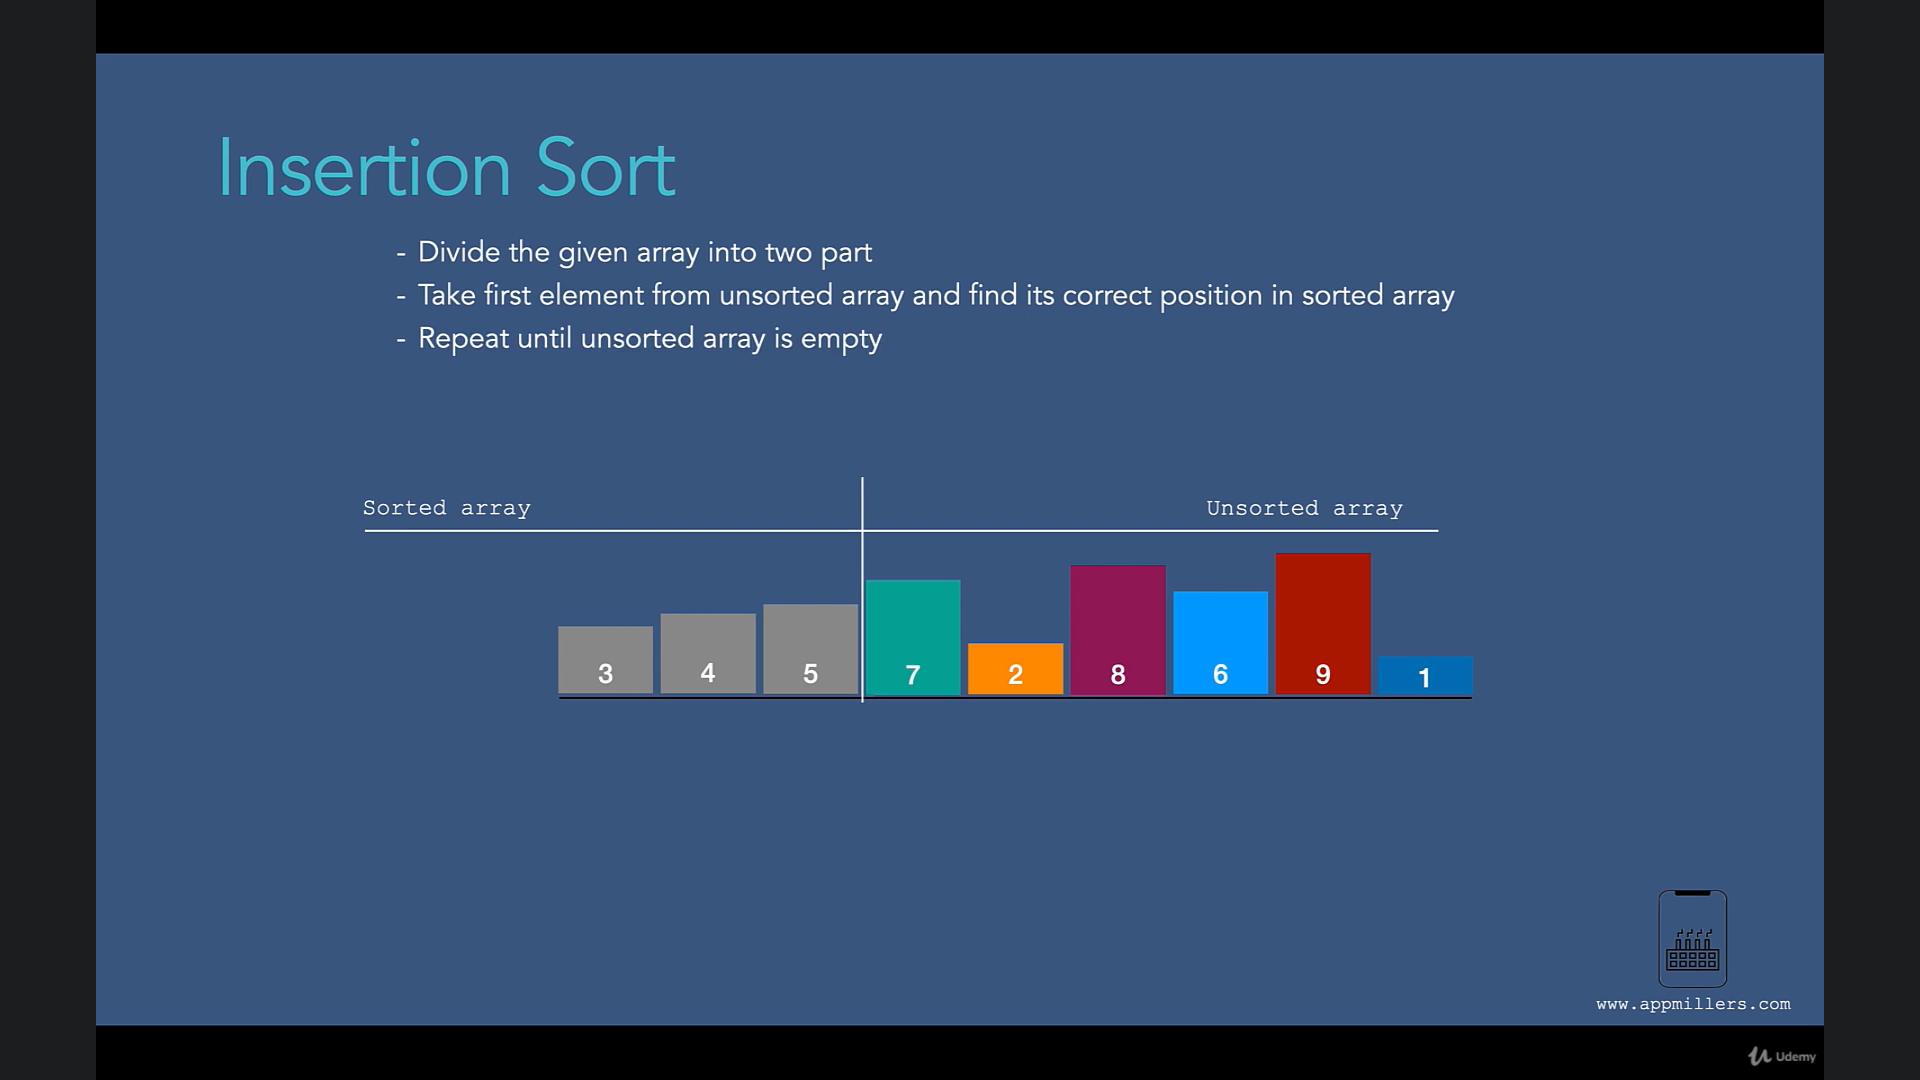 Insertion Sort
- Divide the given array into two part
- Take first element from unsorted array and find its correct position in sorted array
- Repeat until unsorted array is empty
Sorted array Unsorted array
3 4 5 7 2 8 6 9 1
www.appmillers.com
Udemy